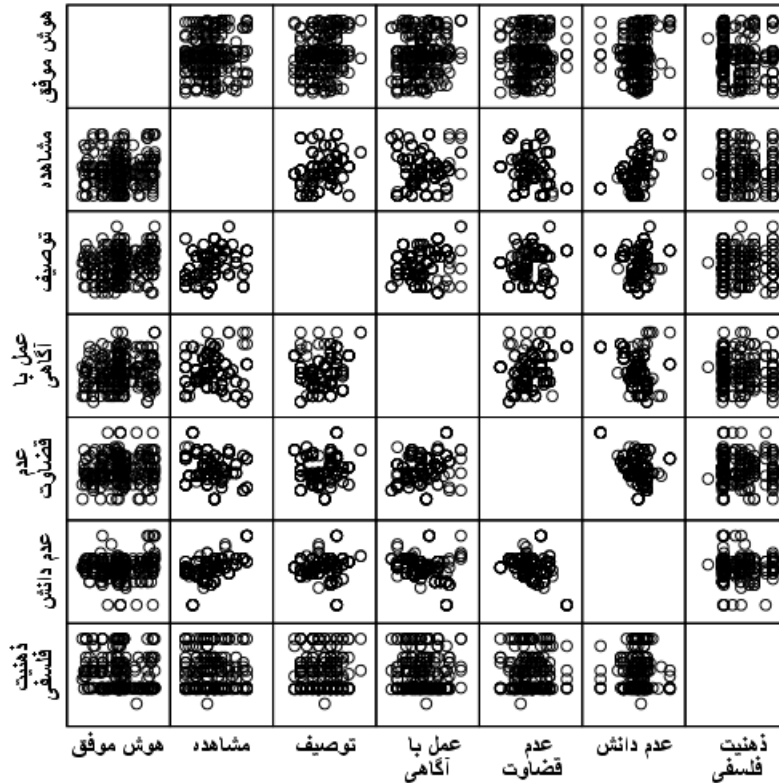 هوش موفق
مشاهده
توصیف
عمل با
آگاهی
عدم
قضاوت
عدم دانش
ذهنیت
فلسفی
هوش موفق
مشاهده
توصیف
عمل با
آگاهی
عدم
قضاوت
عدم دانش
ذهنیت
فلسفی